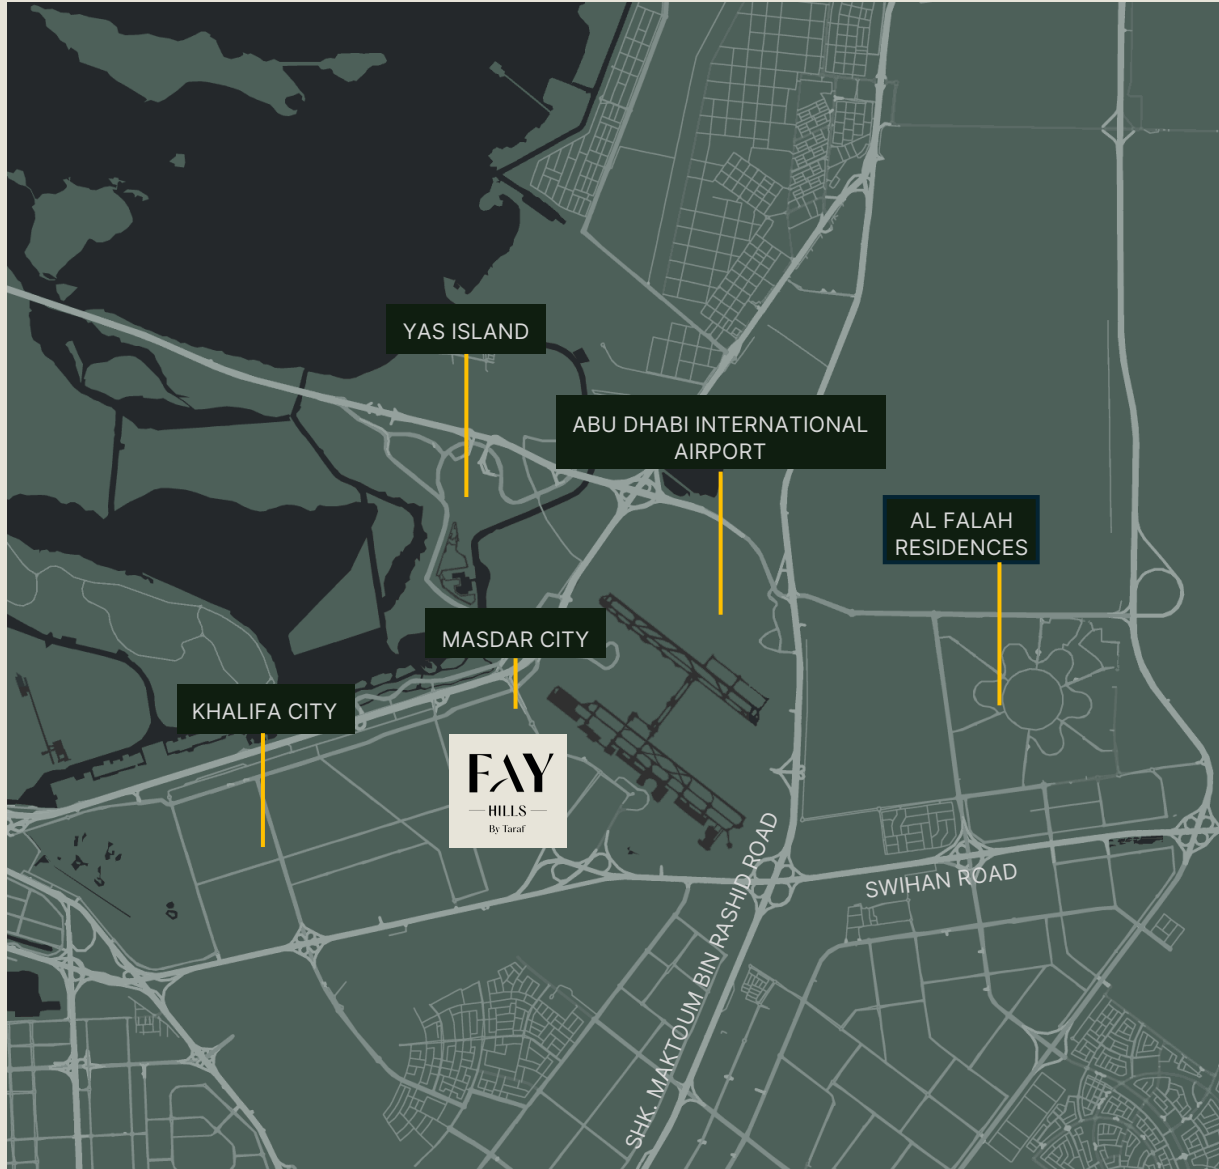 YAS ISLAND
ABU DHABI INTERNATIONAL
AIRPORT
AL FALAH
RESIDENCES
MASDAR CITY
KHALIFA CITY
FAY
HILLS
By Taraf
SWIHAN ROAD
SHK. MAKTOUM BIN RASHID ROAD